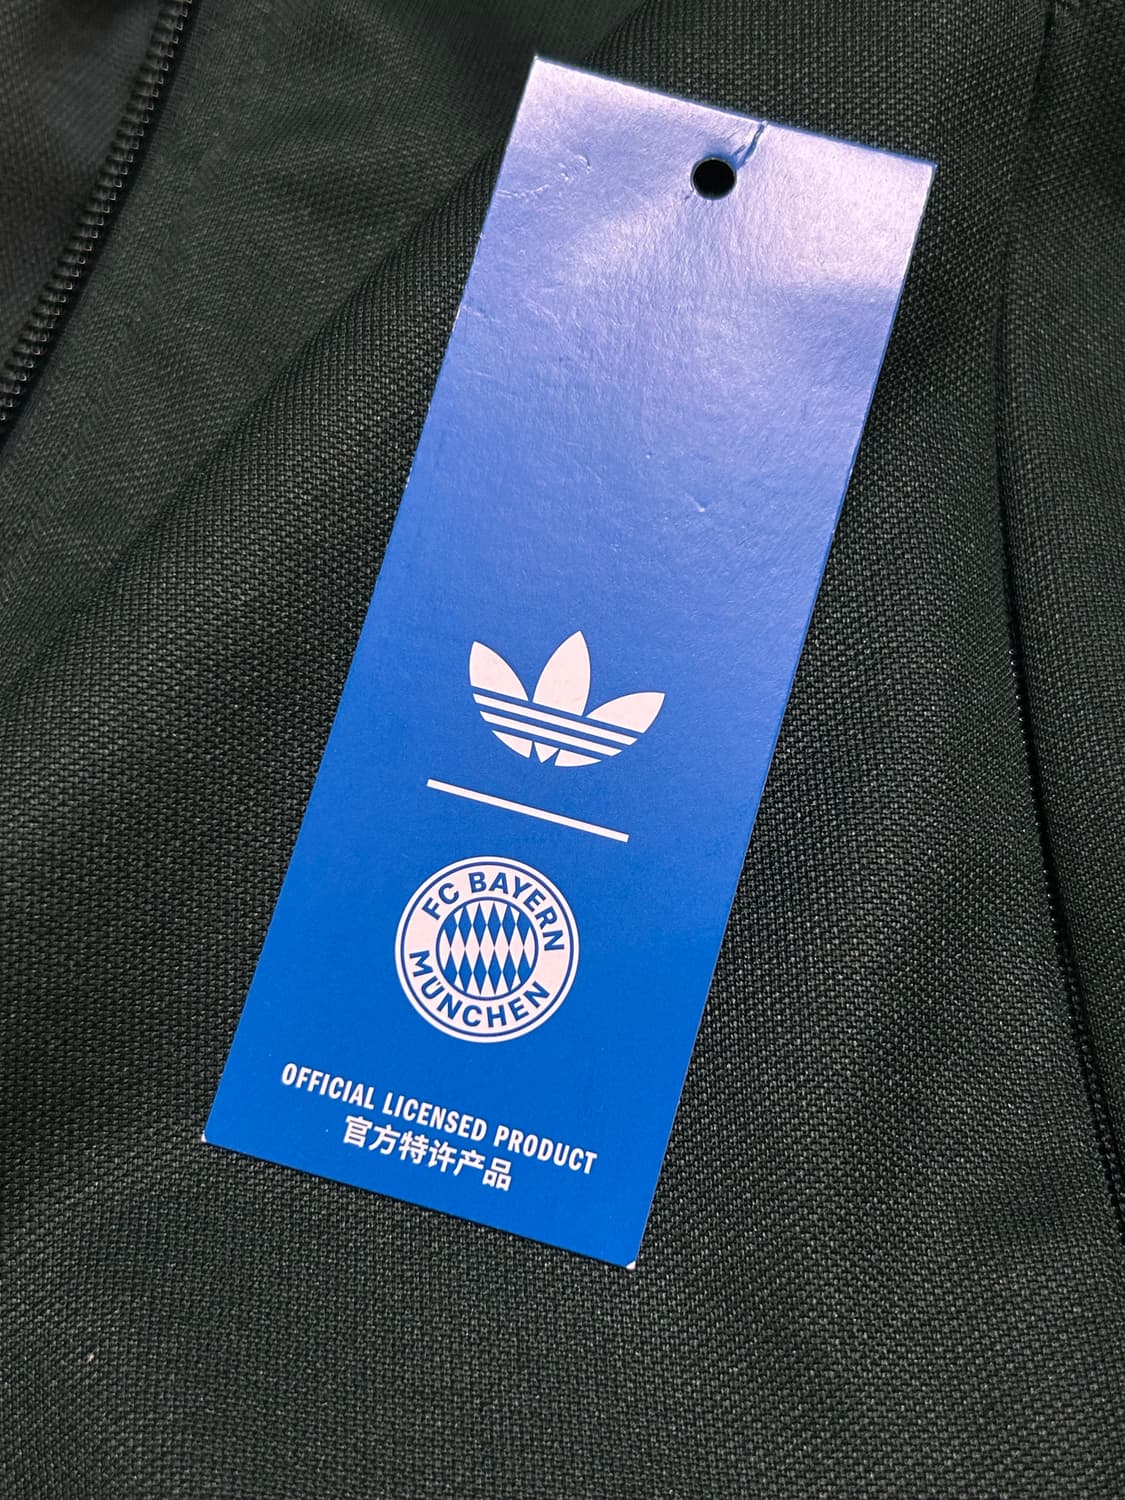 FC BAYERN
MÜNCHEN
OFFICIAL LICENSED PRODUCT
官方特许产品